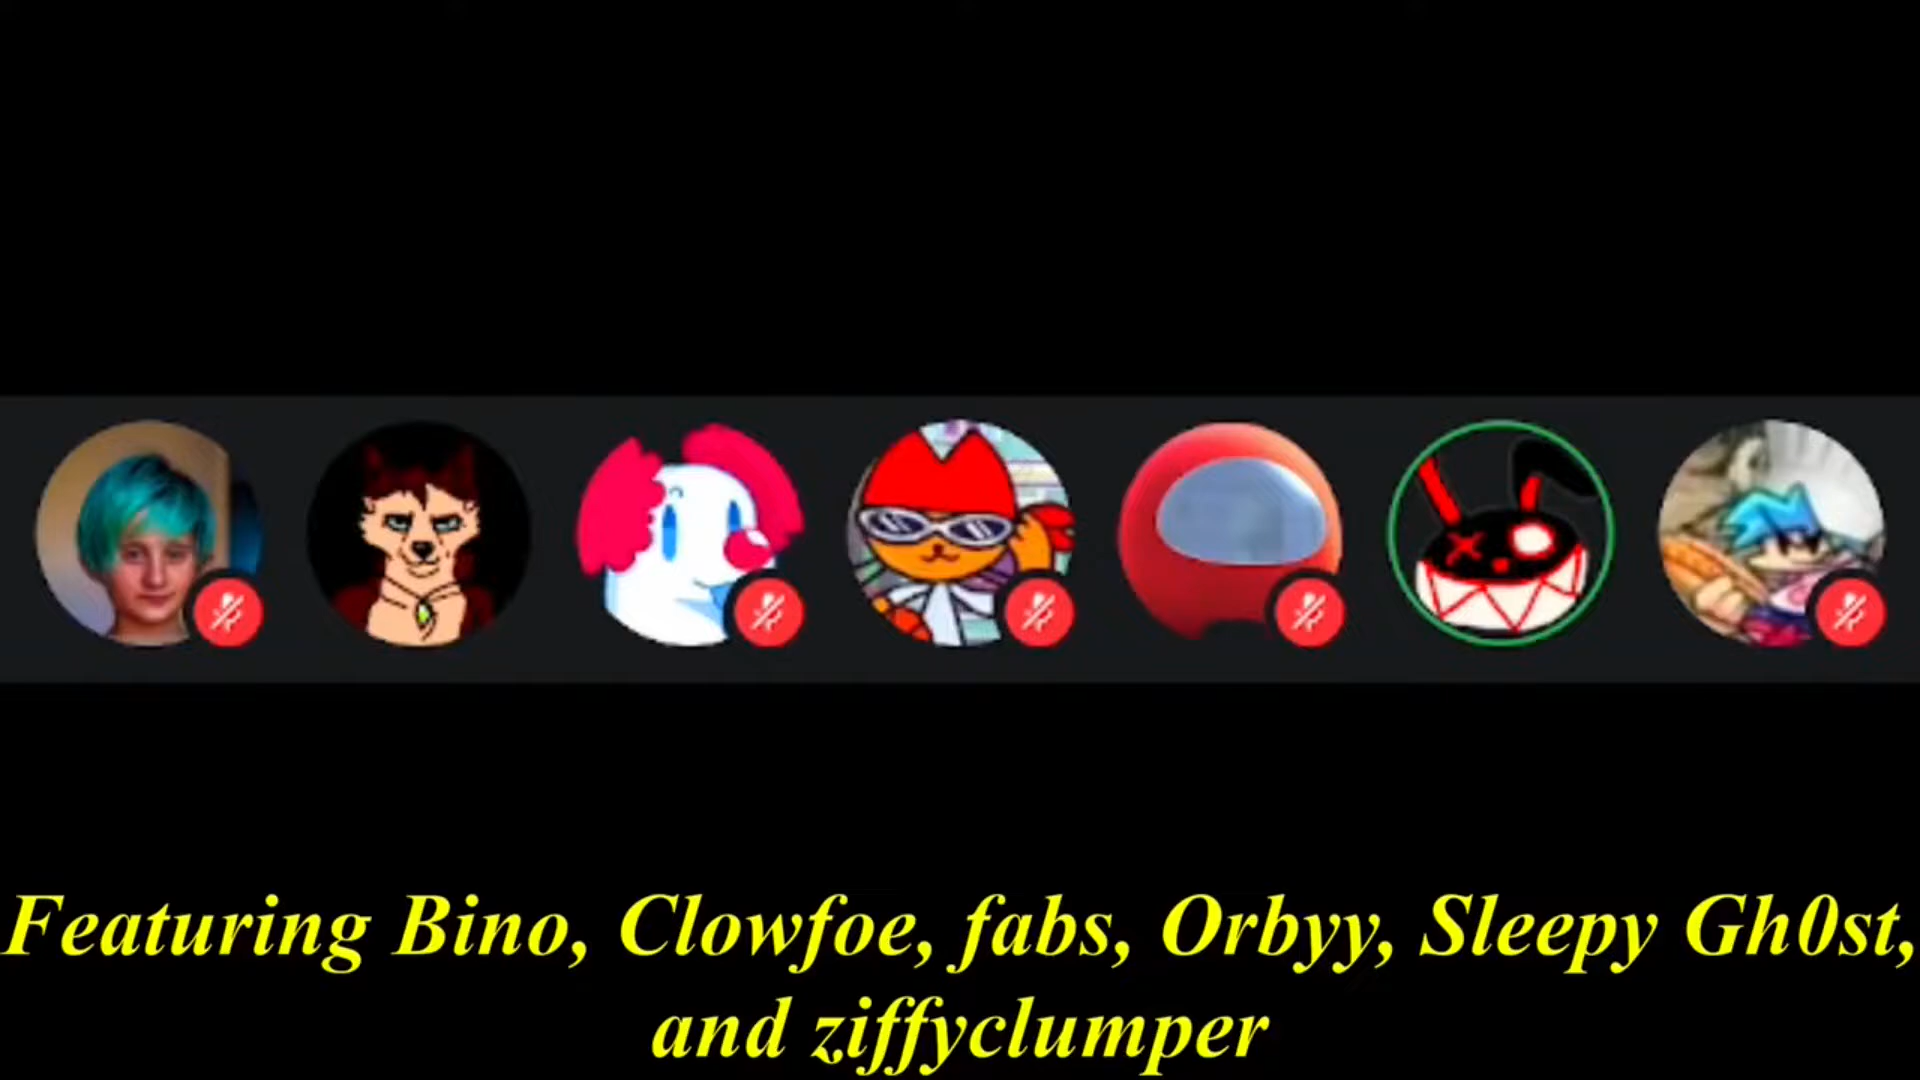 Featuring Bino, Clowfoe, fabs, Orbyy, Sleepy Gh0st,
and ziffyclumper